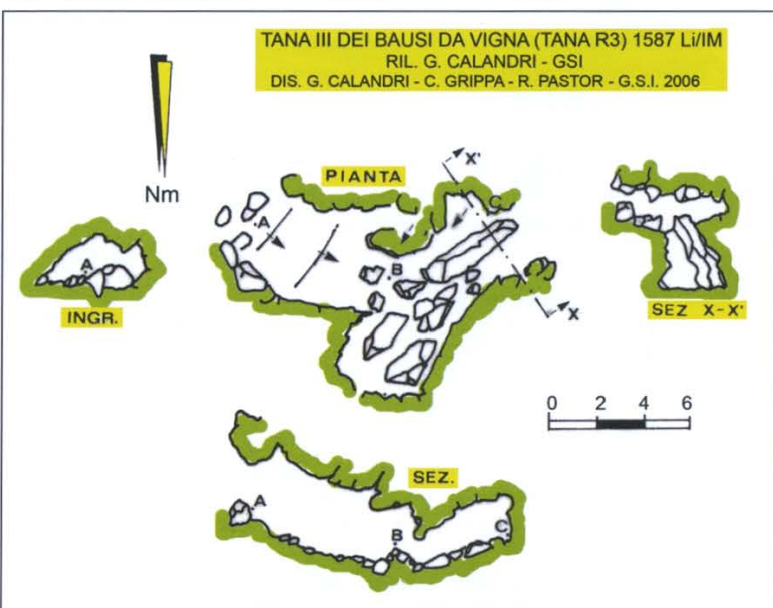 TANA III DEI BAUSI DA VIGNA (TANA R3) 1587 Li/IM
RIL. G. CALANDRI - GSI
DIS. G. CALANDRI - C. GRIPPA - R. PASTOR - G.S.I. 2006
Nm
PIANTA
X'
A
C
B
X
A
INGR.
SEZ X-X'
0 2 4 6
SEZ.
A
B
C